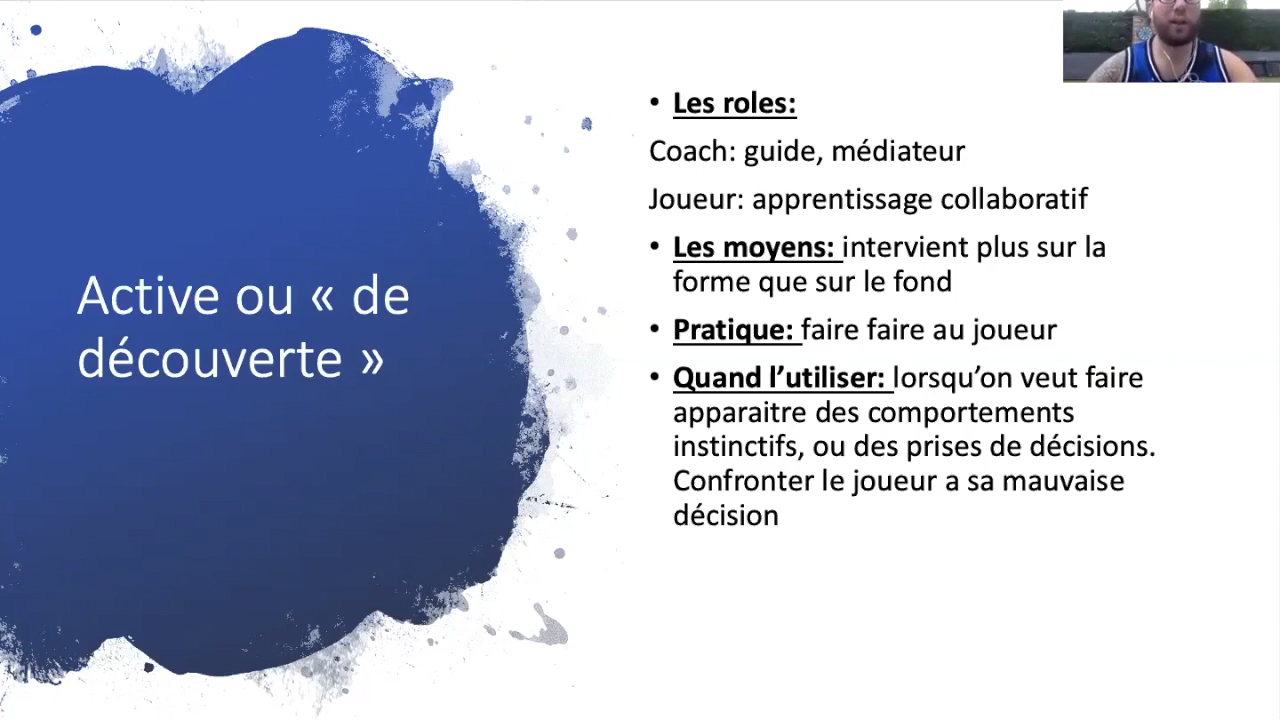 Active ou « de
découverte »
• Les roles:
Coach: guide, médiateur
Joueur: apprentissage collaboratif
• Les moyens: intervient plus sur la
forme que sur le fond
• Pratique: faire faire au joueur
• Quand l’utiliser: lorsqu’on veut faire
apparaitre des comportements
instinctifs, ou des prises de décisions.
Confronter le joueur a sa mauvaise
décision